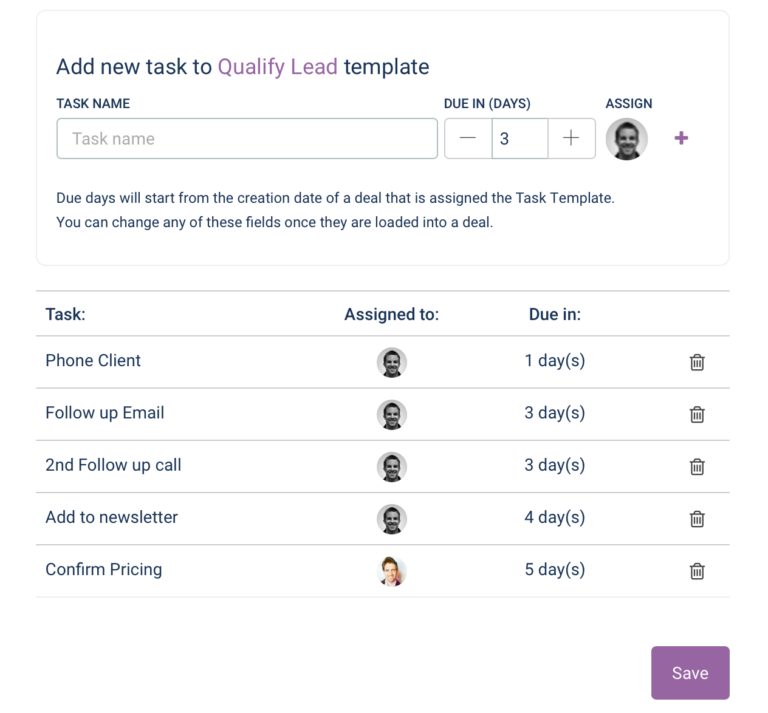 Add new task to Qualify Lead template
TASK NAME DUE IN (DAYS) ASSIGN
Task name 3
Due days will start from the creation date of a deal that is assigned the Task Template.
You can change any of these fields once they are loaded into a deal.
Task: Assigned to: Due in:
Phone Client 1 day(s)
Follow up Email 3 day(s)
2nd Follow up call 3 day(s)
Add to newsletter 4 day(s)
Confirm Pricing 5 day(s)
Save